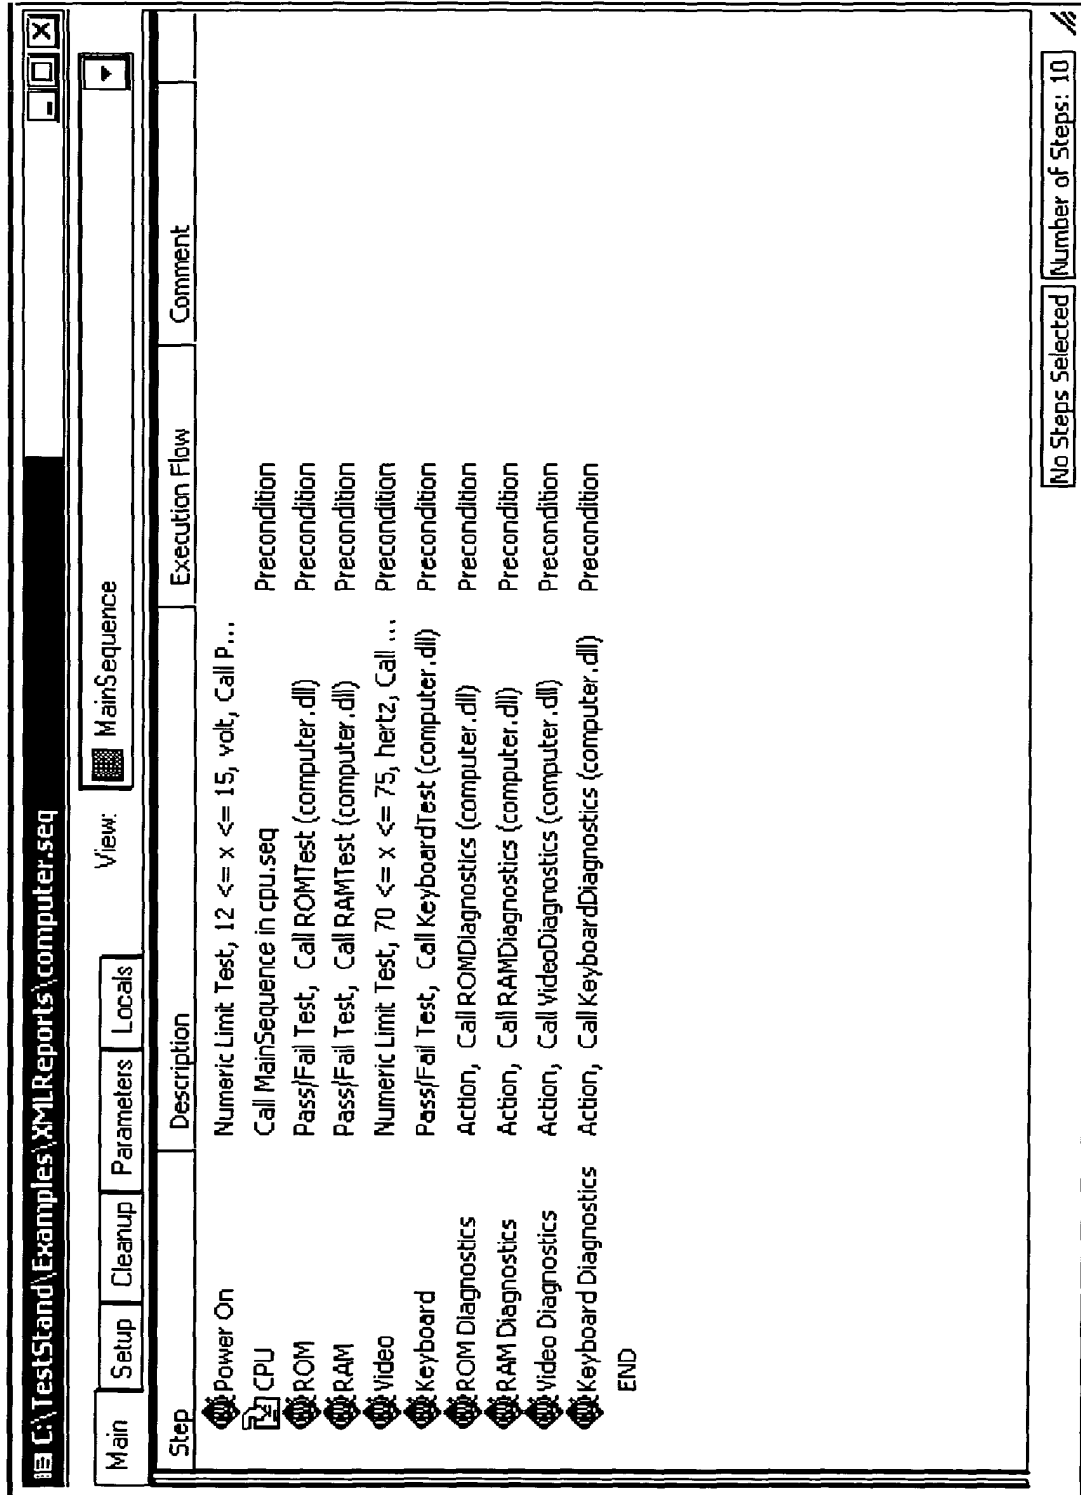 C:\TestStand\Examples\XMLReports\computer.seq
Main Setup Cleanup Parameters Locals View: MainSequence
Step Description Execution Flow Comment
Power On Numeric Limit Test, 12 <= x <= 15, volt, Call P...
CPU Call MainSequence in cpu.seq Precondition
ROM Pass/Fail Test, Call ROMTest (computer.dll) Precondition
RAM Pass/Fail Test, Call RAMTest (computer.dll) Precondition
Video Numeric Limit Test, 70 <= x <= 75, hertz, Call ... Precondition
Keyboard Pass/Fail Test, Call KeyboardTest (computer.dll) Precondition
ROM Diagnostics Action, Call ROMDiagnostics (computer.dll) Precondition
RAM Diagnostics Action, Call RAMDiagnostics (computer.dll) Precondition
Video Diagnostics Action, Call VideoDiagnostics (computer.dll) Precondition
Keyboard Diagnostics Action, Call KeyboardDiagnostics (computer.dll) Precondition
END
No Steps Selected Number of Steps: 10